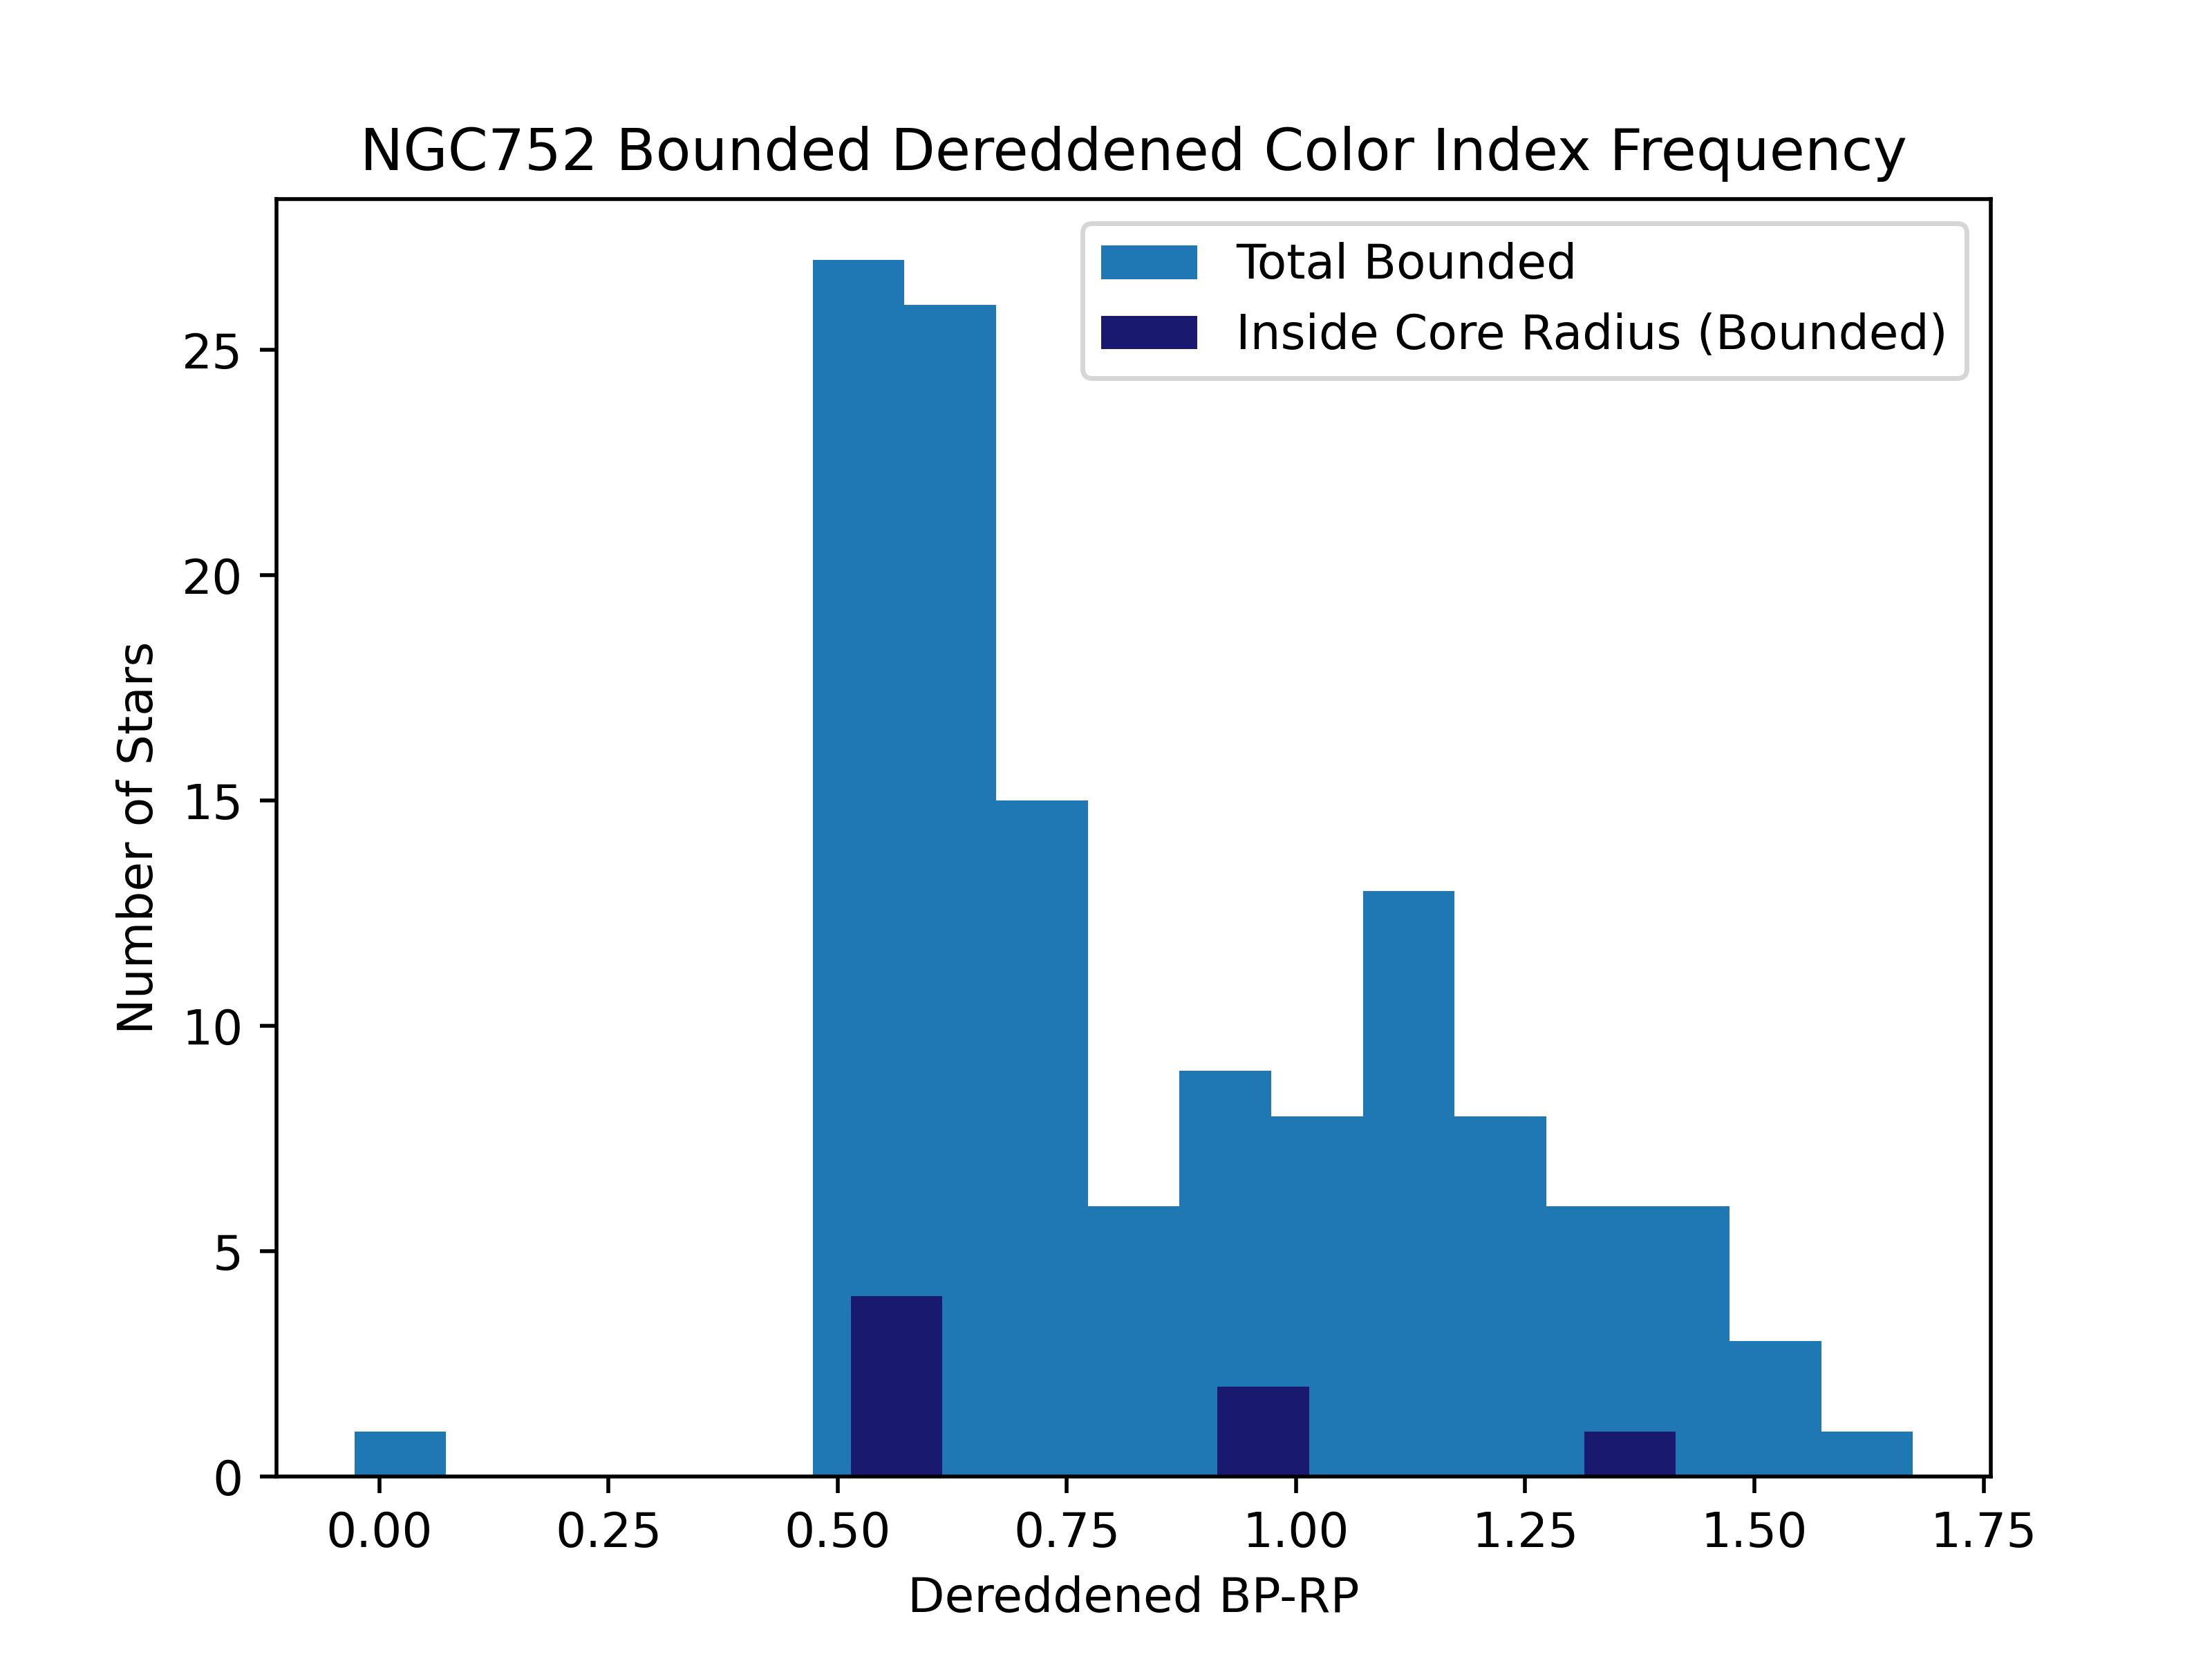 NGC752 Bounded Dereddened Color Index Frequency
Total Bounded
Inside Core Radius (Bounded)
Number of Stars
25
20
15
10
5
0
0.00 0.25 0.50 0.75 1.00 1.25 1.50 1.75
Dereddened BP-RP